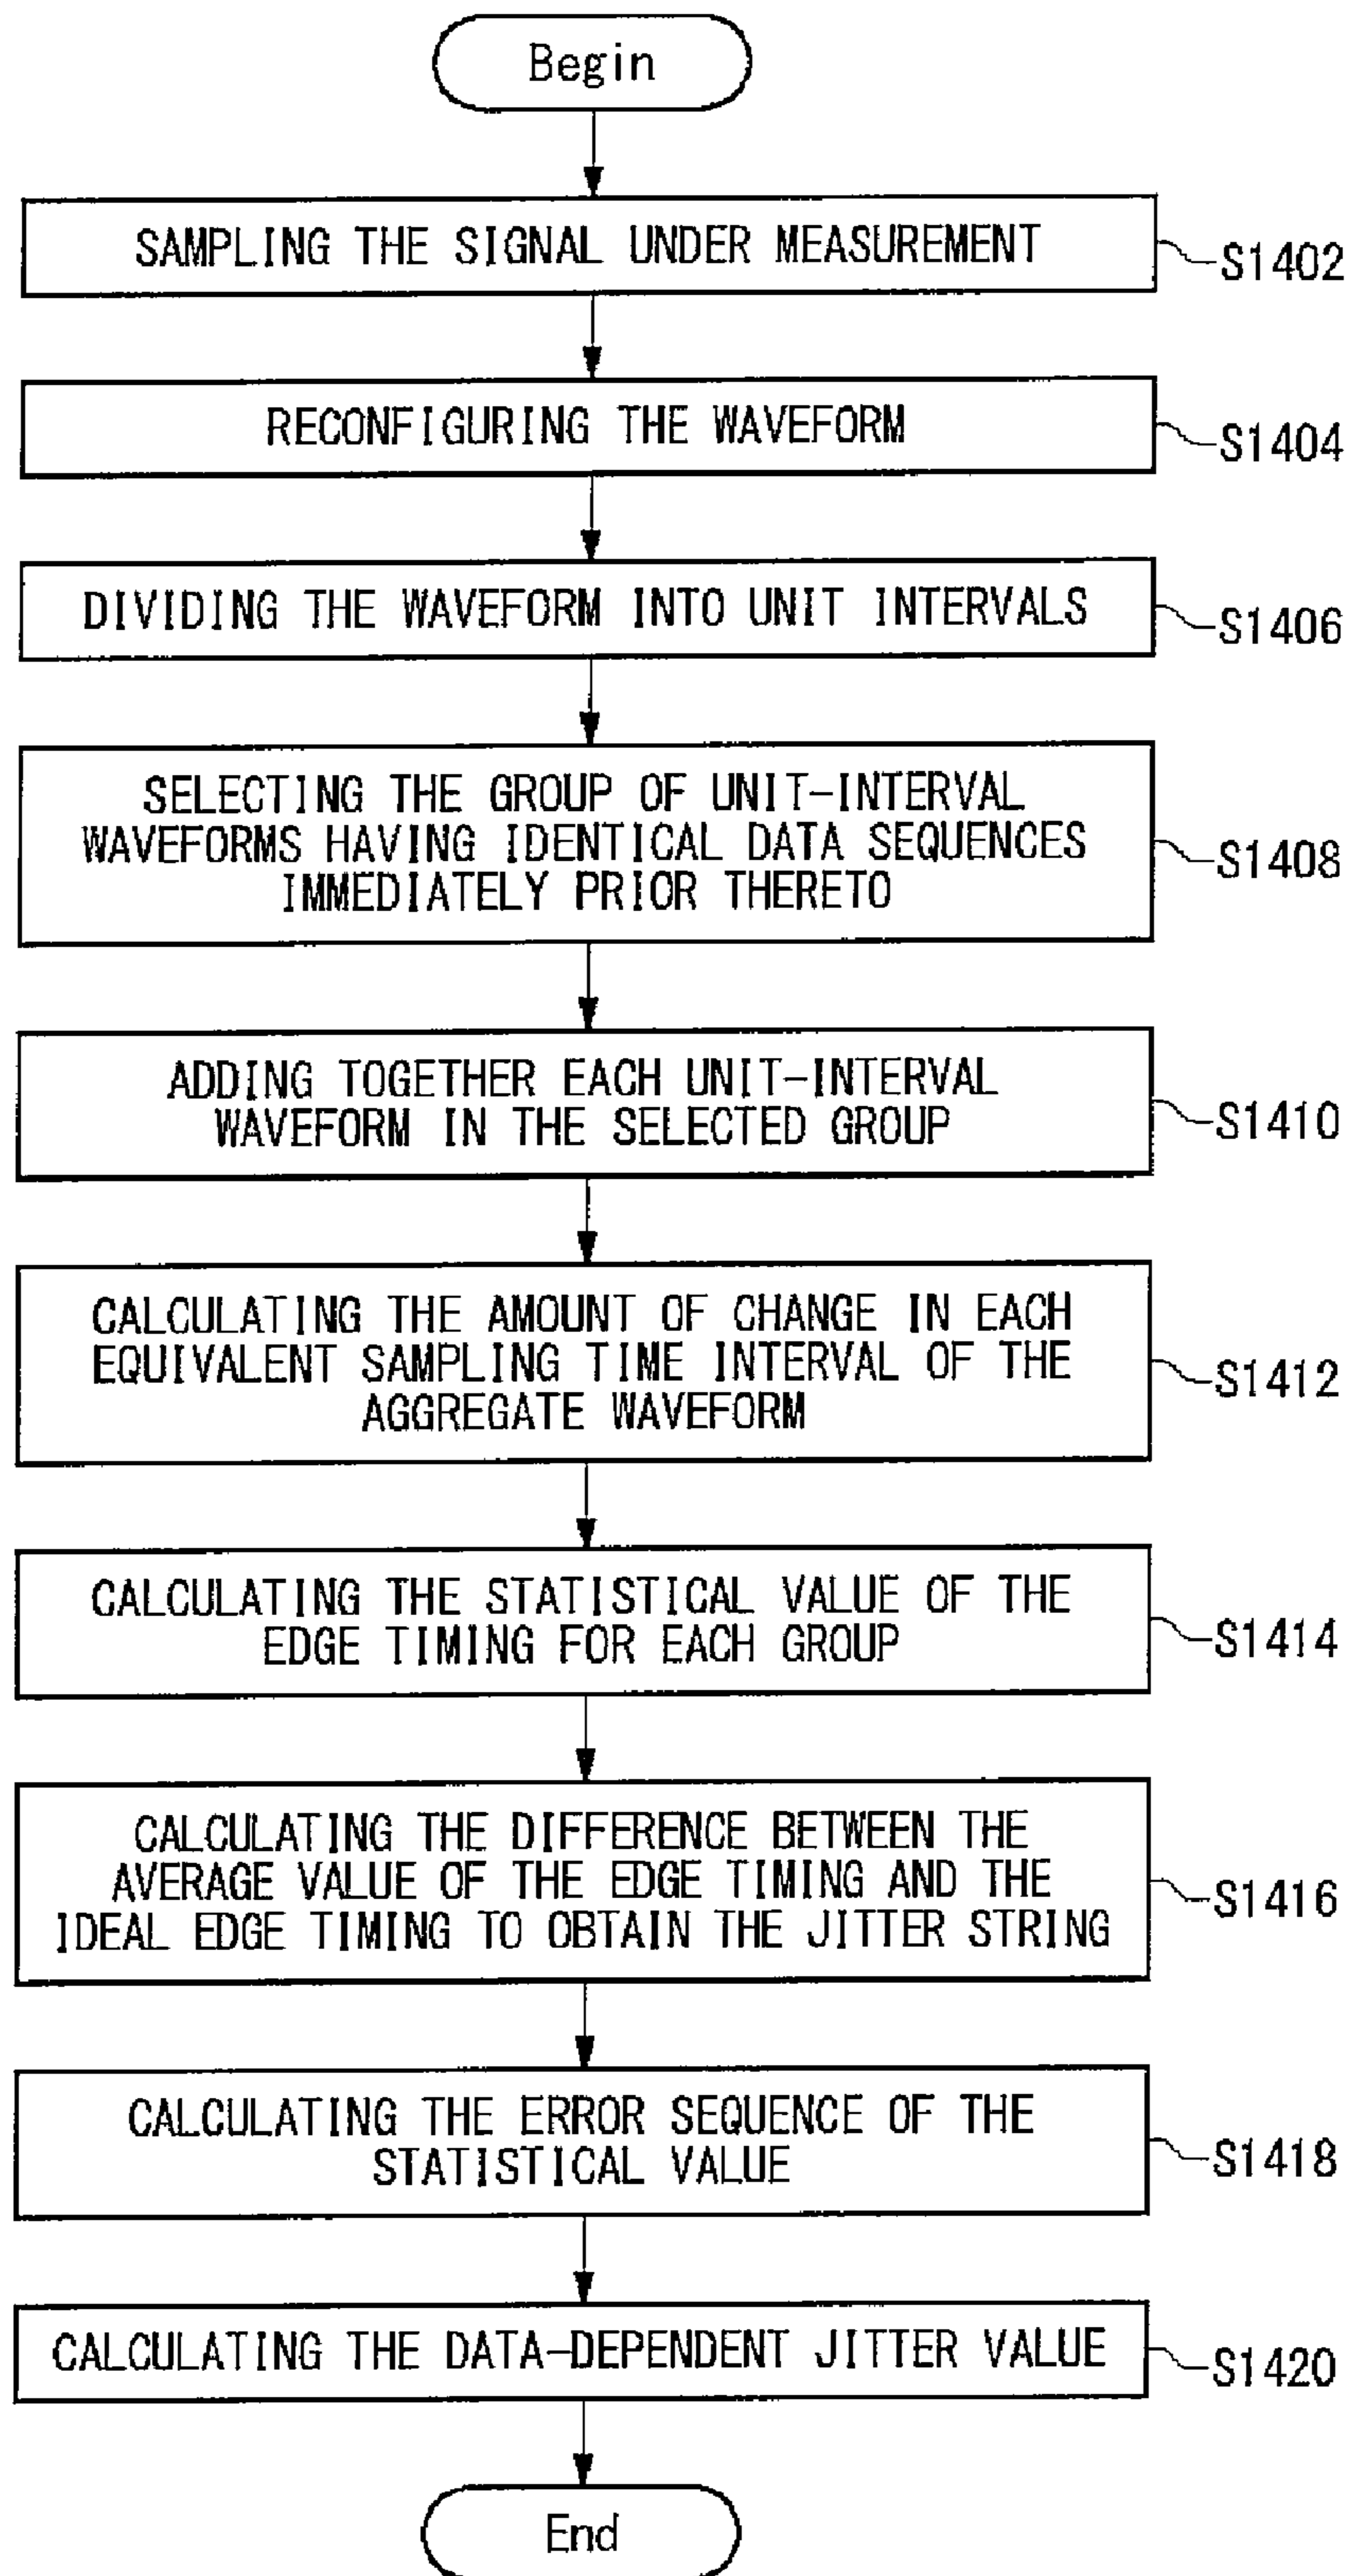 Begin
SAMPLING THE SIGNAL UNDER MEASUREMENT
S1402
RECONFIGURING THE WAVEFORM
S1404
DIVIDING THE WAVEFORM INTO UNIT INTERVALS
S1406
SELECTING THE GROUP OF UNIT-INTERVAL
WAVEFORMS HAVING IDENTICAL DATA SEQUENCES
IMMEDIATELY PRIOR THERETO
S1408
ADDING TOGETHER EACH UNIT-INTERVAL
WAVEFORM IN THE SELECTED GROUP
S1410
CALCULATING THE AMOUNT OF CHANGE IN EACH
EQUIVALENT SAMPLING TIME INTERVAL OF THE
AGGREGATE WAVEFORM
S1412
CALCULATING THE STATISTICAL VALUE OF THE
EDGE TIMING FOR EACH GROUP
S1414
CALCULATING THE DIFFERENCE BETWEEN THE
AVERAGE VALUE OF THE EDGE TIMING AND THE
IDEAL EDGE TIMING TO OBTAIN THE JITTER STRING
S1416
CALCULATING THE ERROR SEQUENCE OF THE
STATISTICAL VALUE
S1418
CALCULATING THE DATA-DEPENDENT JITTER VALUE
S1420
End